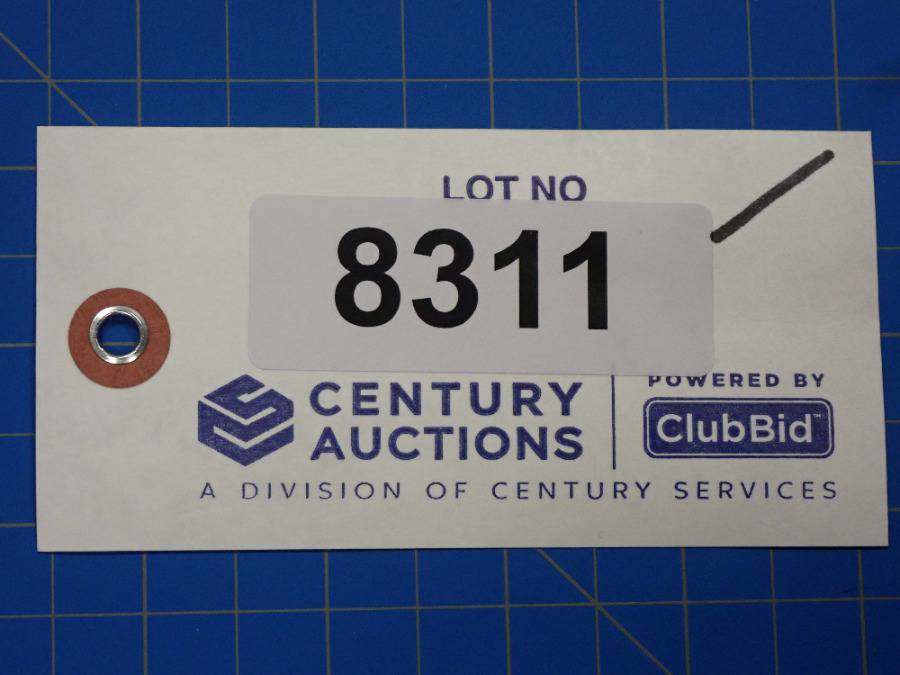 LOT NO
8311
CENTURY
AUCTIONS
POWERED BY
ClubBid™
A DIVISION OF CENTURY SERVICES